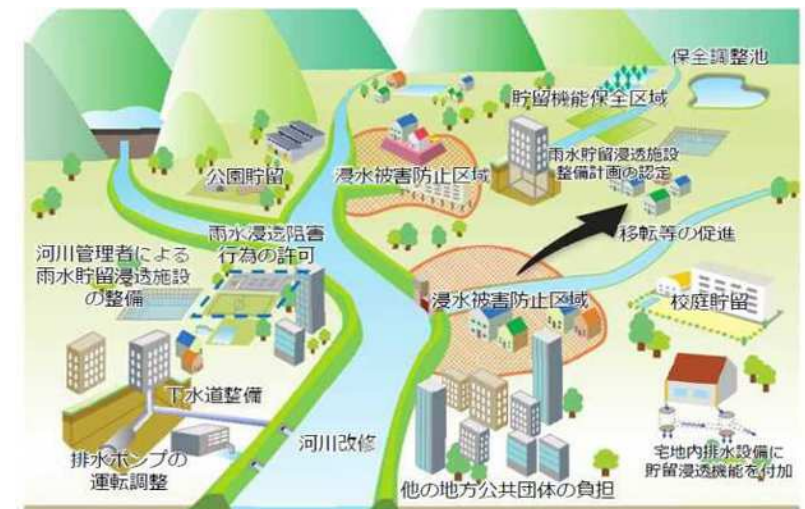 保全調整池
貯留機能保全区域
雨水貯留浸透施設
整備計画の認定
公園貯留
浸水被害防止区域
移転等の促進
雨水浸透阻害
行為の許可
河川管理者による
雨水貯留浸透施設
の整備
浸水被害防止区域
校庭貯留
下水道整備
河川改修
排水ポンプの
運転調整
宅地内排水設備に
貯留浸透機能を付加
他の地方公共団体の負担